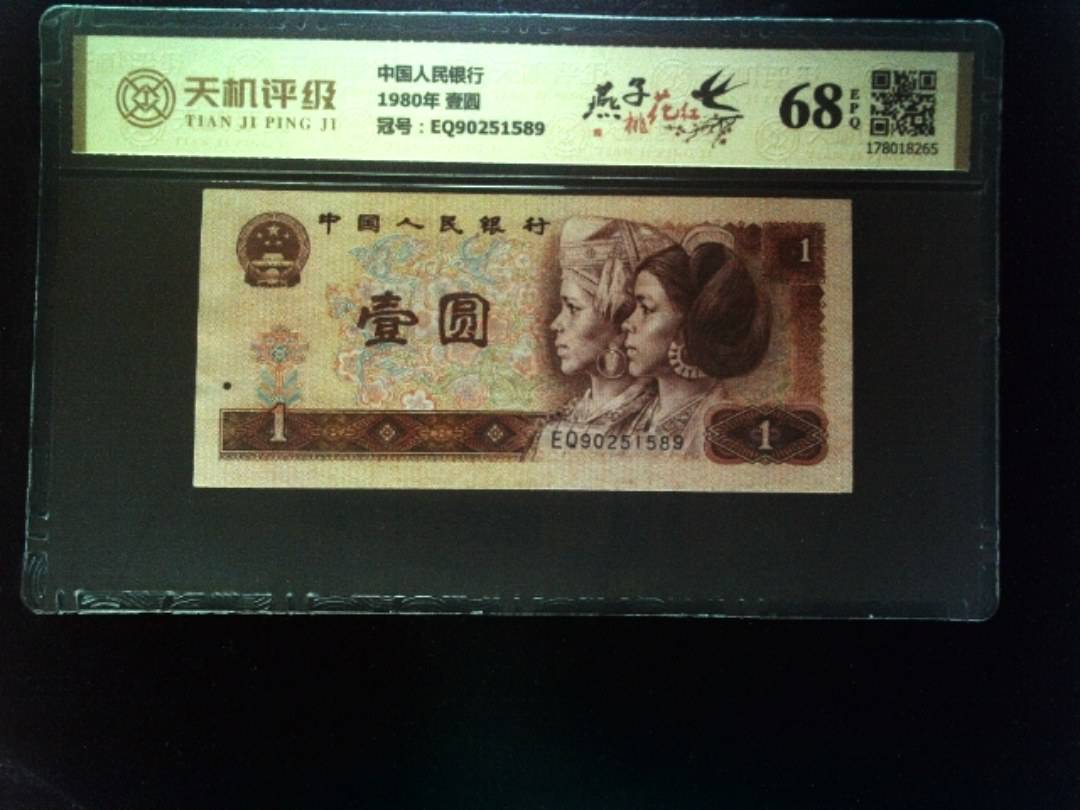 天机评级
TIAN JI PING JI
中国人民银行
1980年 壹圆
冠号：EQ90251589
燕子
桃花红
68
EPQ
178018265
中国人民银行
1
壹圆
1
EQ90251589
1